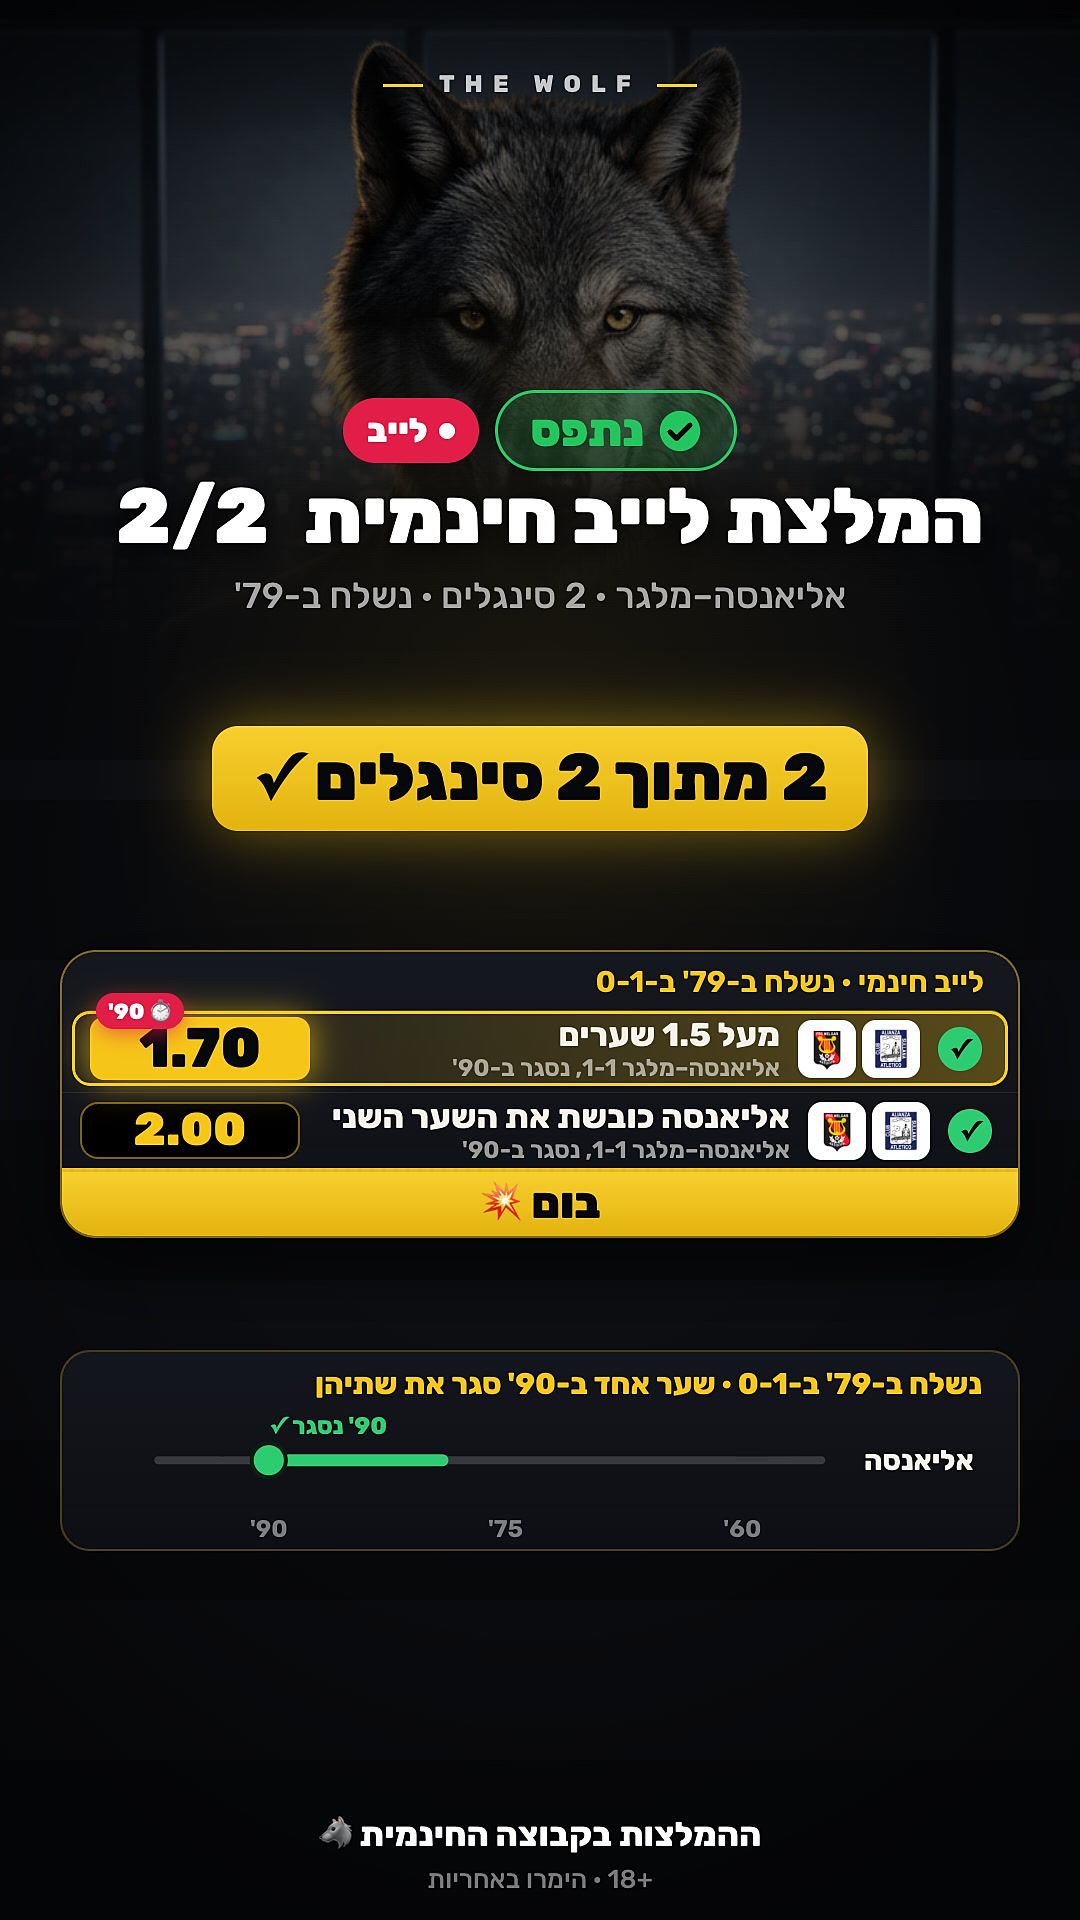 THE WOLF
נתפס
לייב
המלצת לייב חינמית 2/2
אליאנסה-מלגר • 2 סינגלים • נשלח ב-79'
2 מתוך 2 סינגלים ✓
לייב חינמי • נשלח ב-79' ב-0-1
90'
מעל 1.5 שערים
1.70
אליאנסה-מלגר 1-1, נסגר ב-90'
אליאנסה כובשת את השער השני
2.00
אליאנסה-מלגר 1-1, נסגר ב-90'
בום 💥
נשלח ב-79' ב-0-1 • שער אחד ב-90' סגר את שתיהן
90' נסגר ✓
אליאנסה
60' 75' 90'
ההמלצות בקבוצה החינמית 🐺
18+ • הימרו באחריות